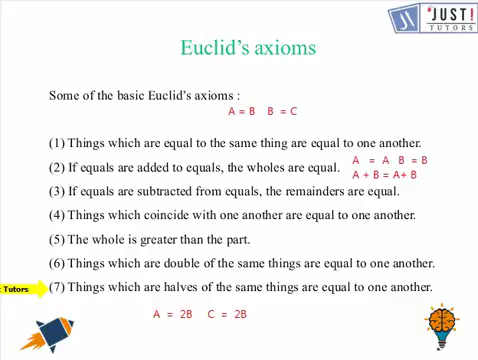 JUST!
TUTORS
Euclid's axioms
Some of the basic Euclid's axioms :
A = B B = C
(1) Things which are equal to the same thing are equal to one another.
(2) If equals are added to equals, the wholes are equal.
A = A B = B
A + B = A+ B
(3) If equals are subtracted from equals, the remainders are equal.
(4) Things which coincide with one another are equal to one another.
(5) The whole is greater than the part.
(6) Things which are double of the same things are equal to one another.
(7) Things which are halves of the same things are equal to one another.
Tutors
A = 2B C = 2B